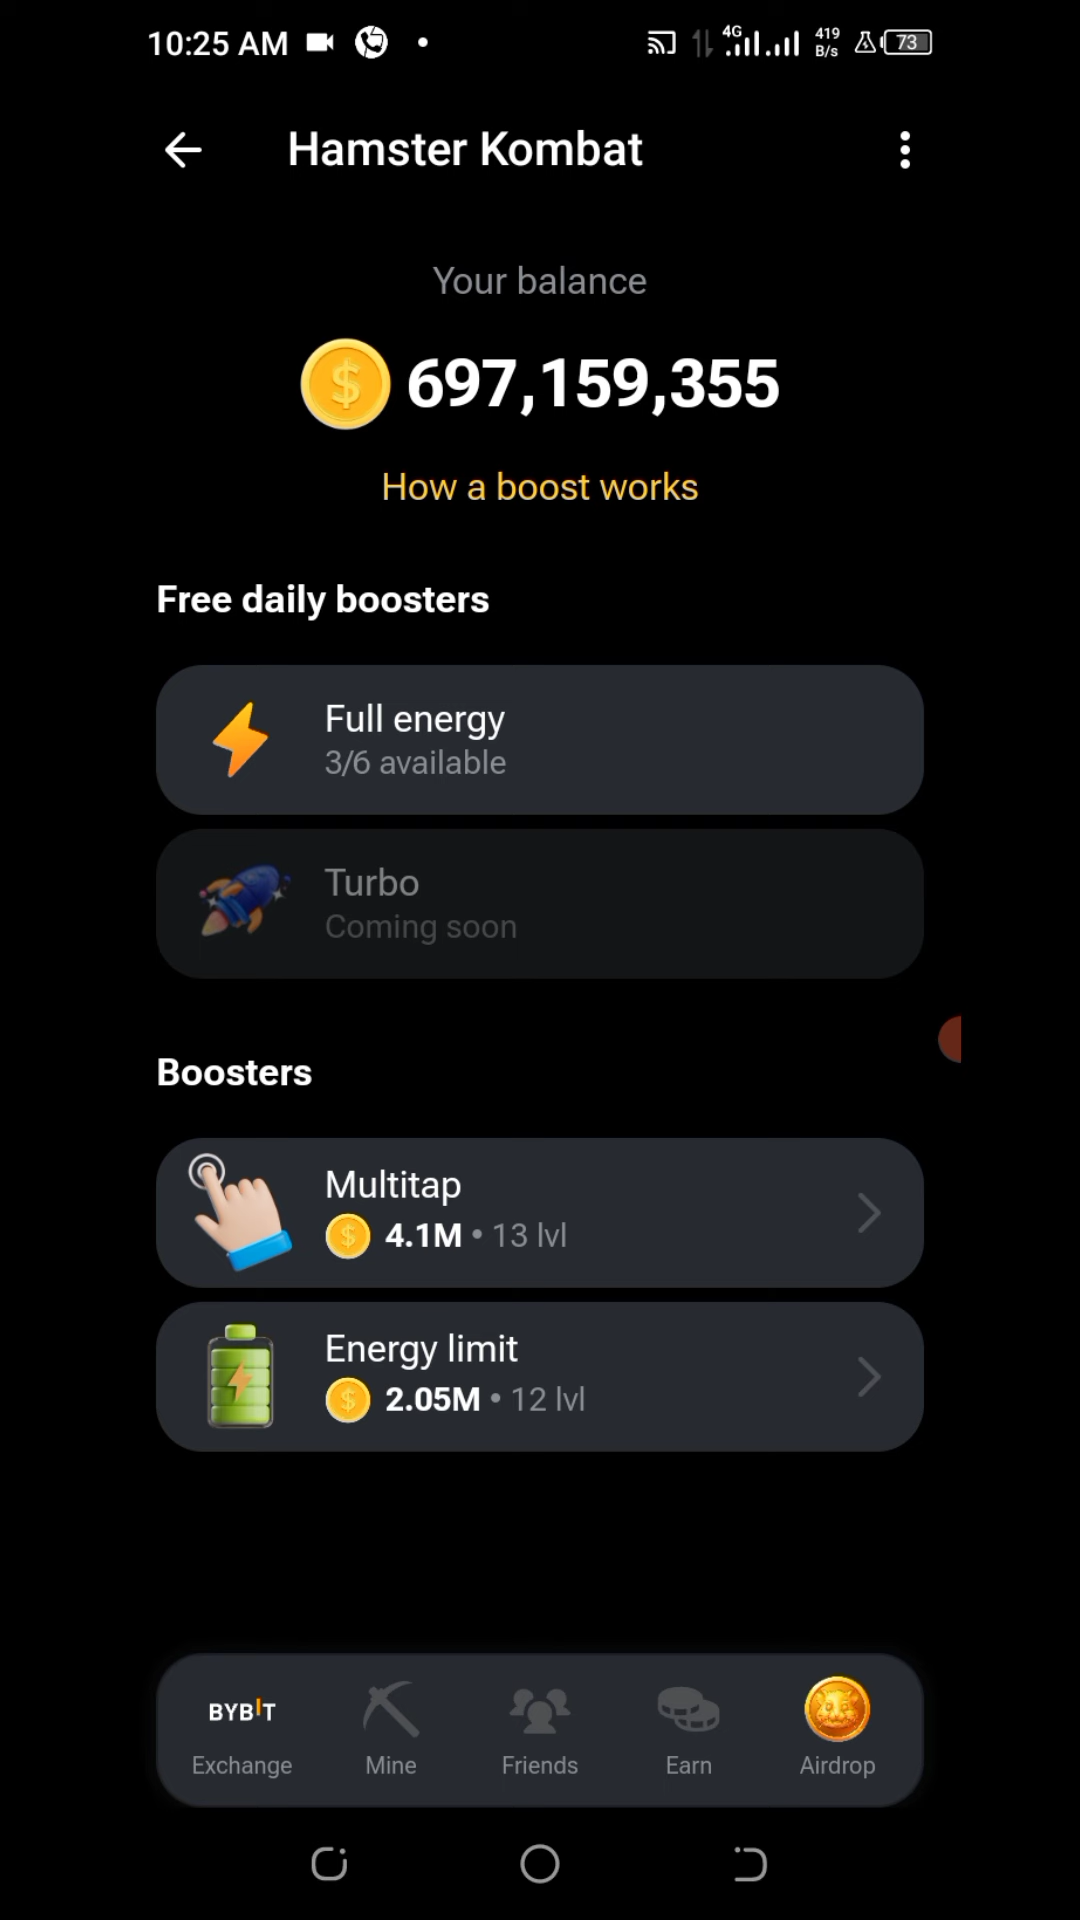 10:25 AM 4G 419 B/s 73
Hamster Kombat
Your balance
697,159,355
How a boost works
Free daily boosters
Full energy
3/6 available
Turbo
Coming soon
Boosters
Multitap
4.1M • 13 lvl
Energy limit
2.05M • 12 lvl
BYBIT
Exchange Mine Friends Earn Airdrop